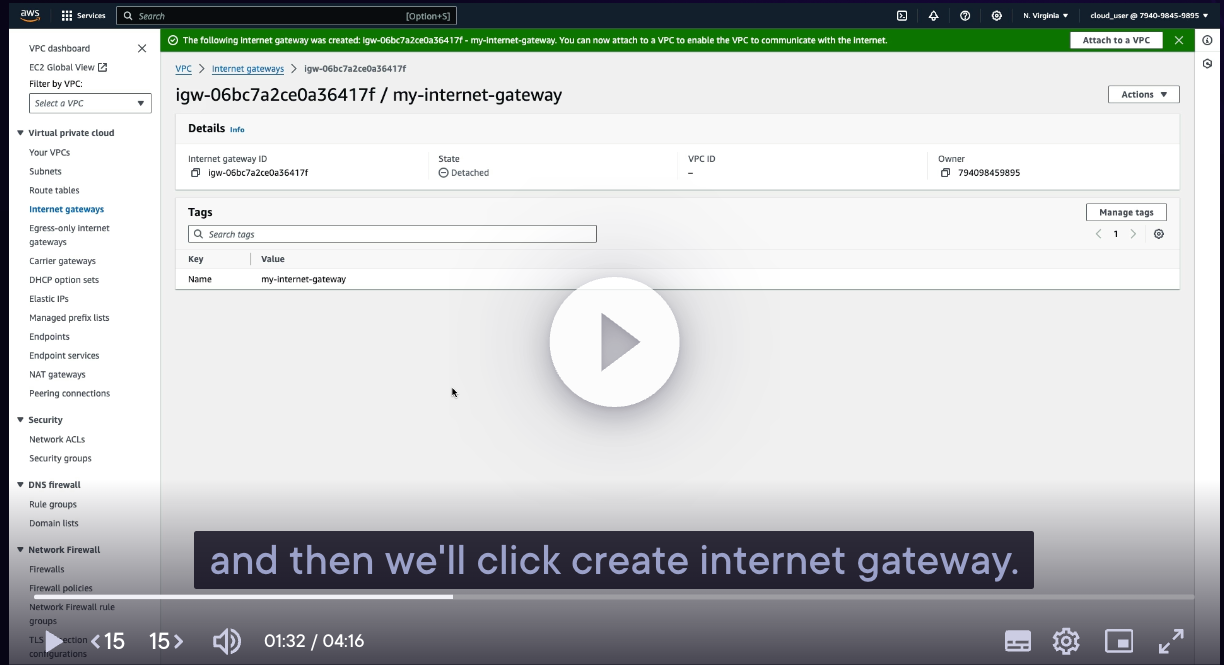 aws
Services
Search
[Option+S]
N. Virginia
cloud_user @ 7940-9845-9895
VPC dashboard
EC2 Global View
Filter by VPC:
Select a VPC
Virtual private cloud
Your VPCs
Subnets
Route tables
Internet gateways
Egress-only internet
gateways
Carrier gateways
DHCP option sets
Elastic IPs
Managed prefix lists
Endpoints
Endpoint services
NAT gateways
Peering connections
Security
Network ACLs
Security groups
DNS firewall
Rule groups
Domain lists
Network Firewall
Firewalls
Firewall policies
Network Firewall rule
groups
TLS
configurations
The following internet gateway was created: igw-06bc7a2ce0a36417f - my-internet-gateway. You can now attach to a VPC to enable the VPC to communicate with the internet.
Attach to a VPC
VPC
Internet gateways
igw-06bc7a2ce0a36417f
igw-06bc7a2ce0a36417f / my-internet-gateway
Actions
Details Info
Internet gateway ID
igw-06bc7a2ce0a36417f
State
Detached
VPC ID
–
Owner
794098459895
Tags
Manage tags
Search tags
1
Key
Value
Name
my-internet-gateway
and then we'll click create internet gateway.
15
15
01:32 / 04:16